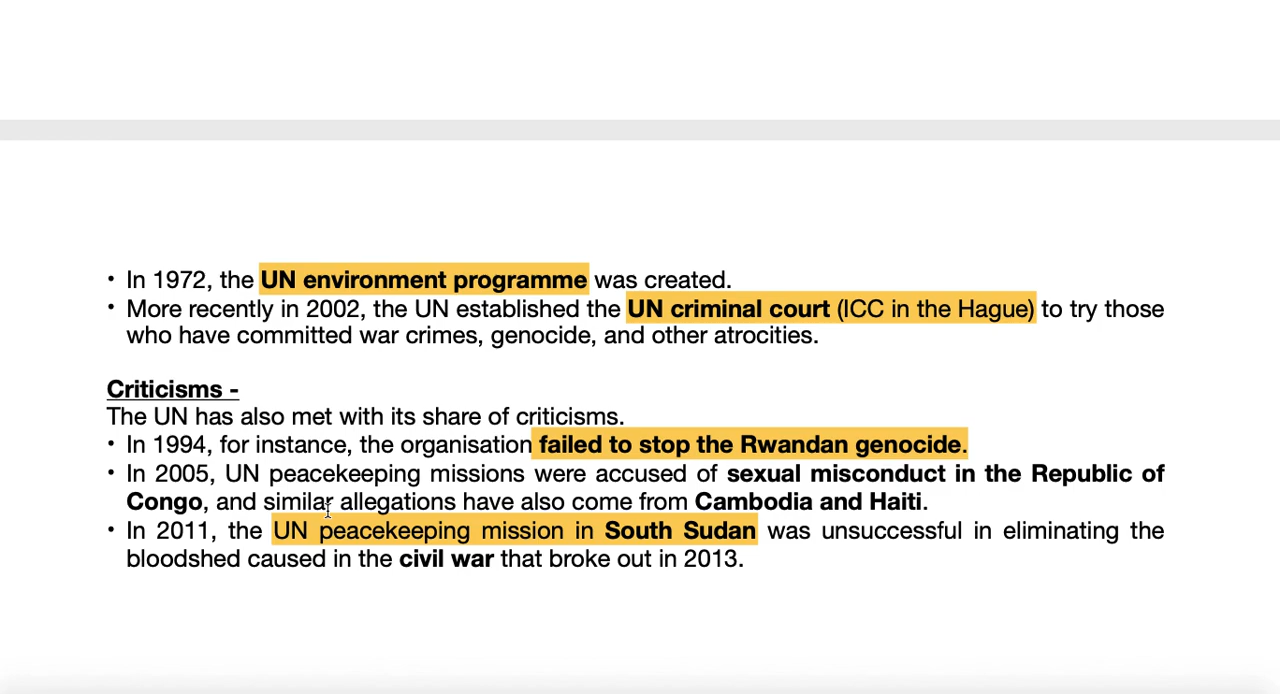 • In 1972, the UN environment programme was created.
• More recently in 2002, the UN established the UN criminal court (ICC in the Hague) to try those
who have committed war crimes, genocide, and other atrocities.
Criticisms -
The UN has also met with its share of criticisms.
• In 1994, for instance, the organisation failed to stop the Rwandan genocide.
• In 2005, UN peacekeeping missions were accused of sexual misconduct in the Republic of
Congo, and similar allegations have also come from Cambodia and Haiti.
• In 2011, the UN peacekeeping mission in South Sudan was unsuccessful in eliminating the
bloodshed caused in the civil war that broke out in 2013.